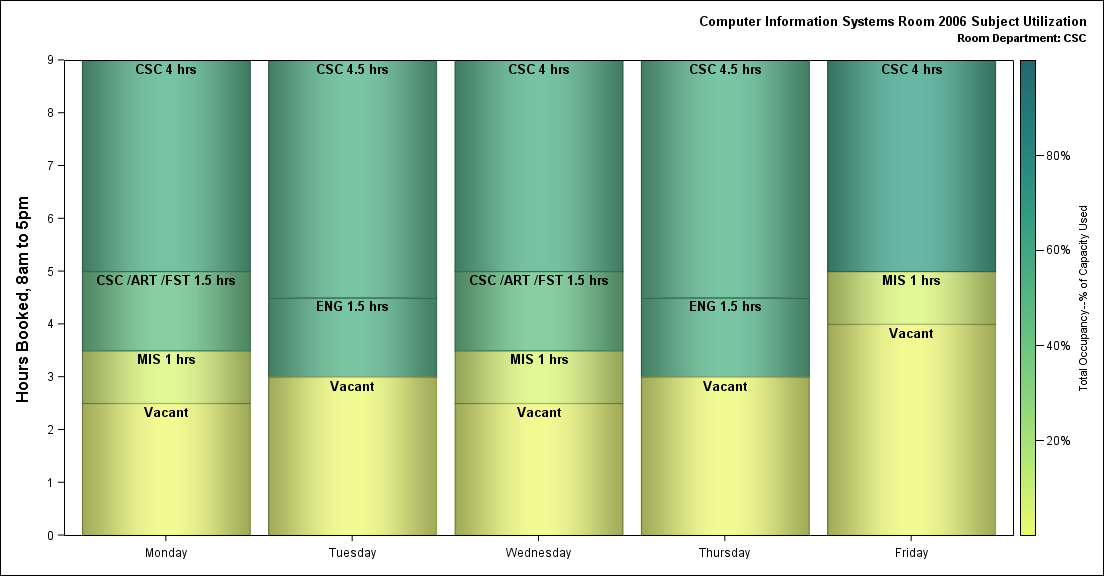 Computer Information Systems Room 2006 Subject Utilization
Room Department: CSC
Hours Booked, 8am to 5pm
9
8
7
6
5
4
3
2
1
0
CSC 4 hrs
CSC /ART /FST 1.5 hrs
MIS 1 hrs
Vacant
CSC 4.5 hrs
ENG 1.5 hrs
Vacant
CSC 4 hrs
CSC /ART /FST 1.5 hrs
MIS 1 hrs
Vacant
CSC 4.5 hrs
ENG 1.5 hrs
Vacant
CSC 4 hrs
MIS 1 hrs
Vacant
Monday
Tuesday
Wednesday
Thursday
Friday
80%
60%
40%
20%
Total Occupancy--% of Capacity Used